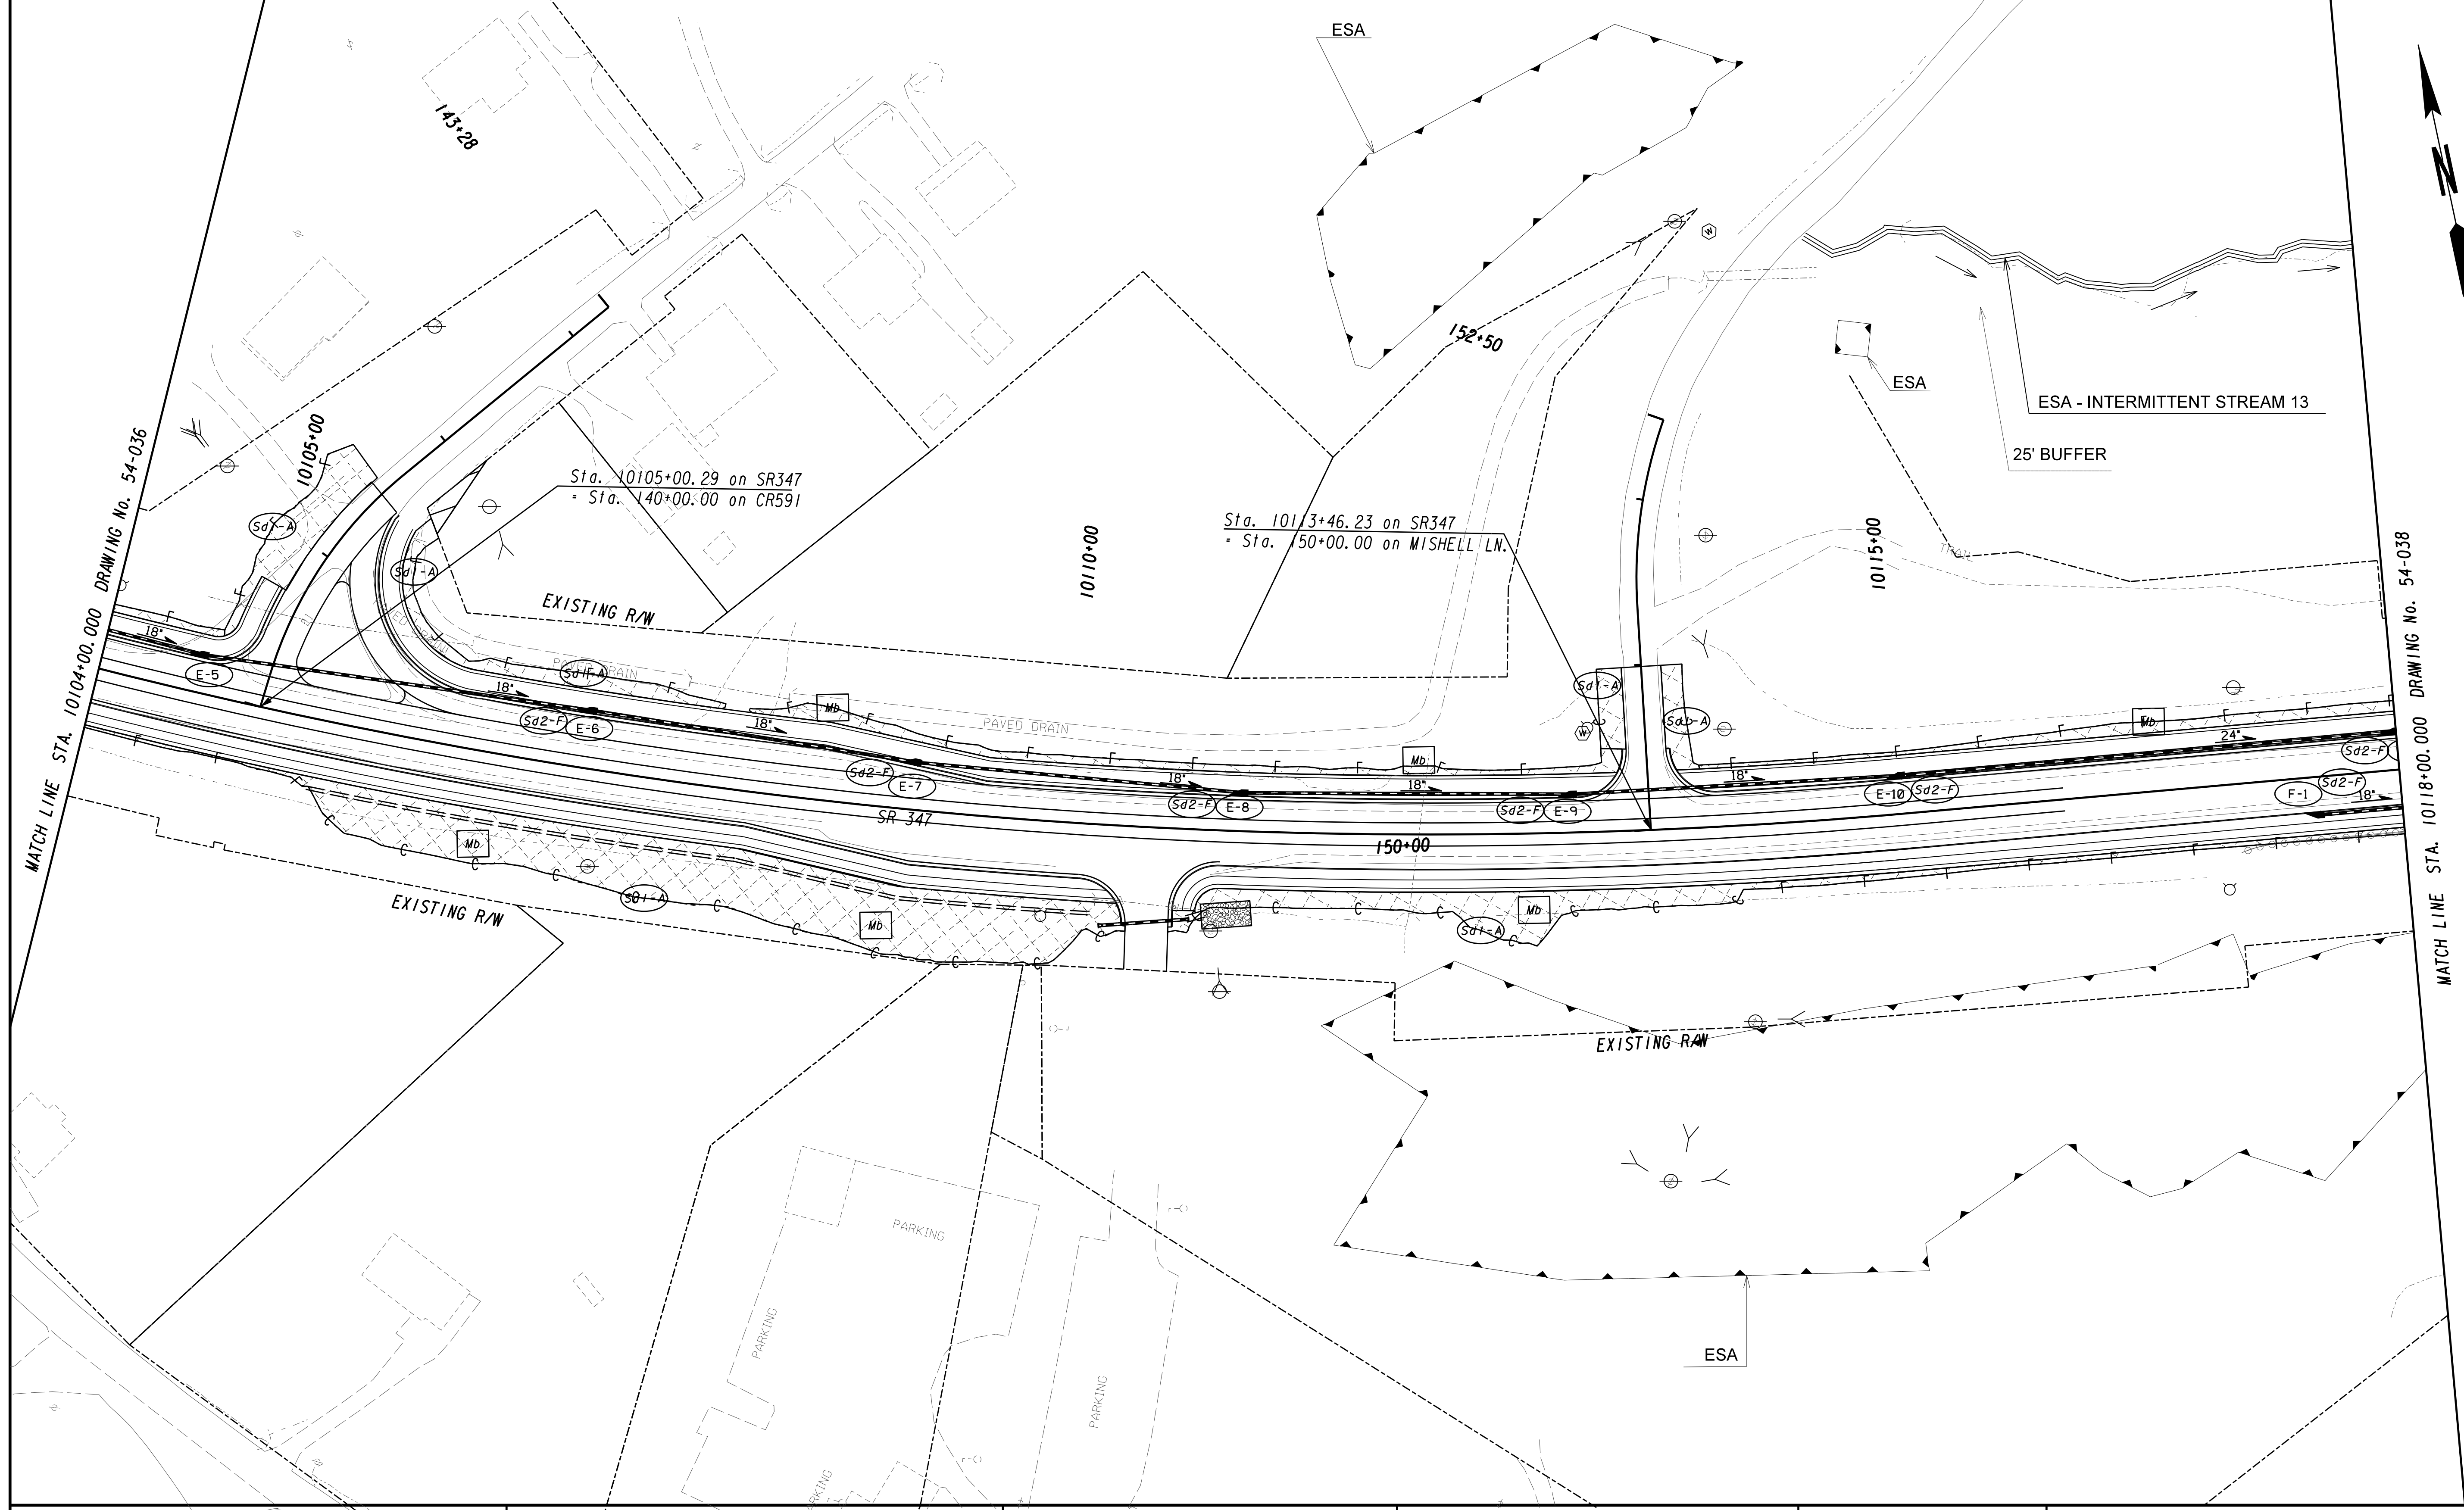 ESA
143+28
N
W
152+50
ESA
ESA - INTERMITTENT STREAM 13
25' BUFFER
MATCH LINE STA. 10104+00.000 DRAWING No. 54-036
10105+00
Sta. 10105+00.29 on SR347
= Sta. 140+00.00 on CR591
10110+00
Sta. 10113+46.23 on SR347
= Sta. 150+00.00 on MISHELL LN.
10115+00
TRAIL
MATCH LINE STA. 10118+00.000 DRAWING No. 54-038
Sd1-A
Sd1-A
EXISTING R/W
18"
E-5
PAVED DRAIN
Sd1-A
18"
Sd2-F
E-6
Mb
18"
PAVED DRAIN
Sd2-F
E-7
Mb
18"
Sd2-F
E-8
18"
Sd1-A
W
Sd1-A
Sd2-F
E-9
18"
E-10
Sd2-F
Mb
24"
Sd2-F
F-1
Sd2-F
18"
SR 347
150+00
Mb
Sd1-A
Mb
EXISTING R/W
Mb
Sd1-A
EXISTING R/W
PARKING
PARKING
PARKING
PARKING
ESA